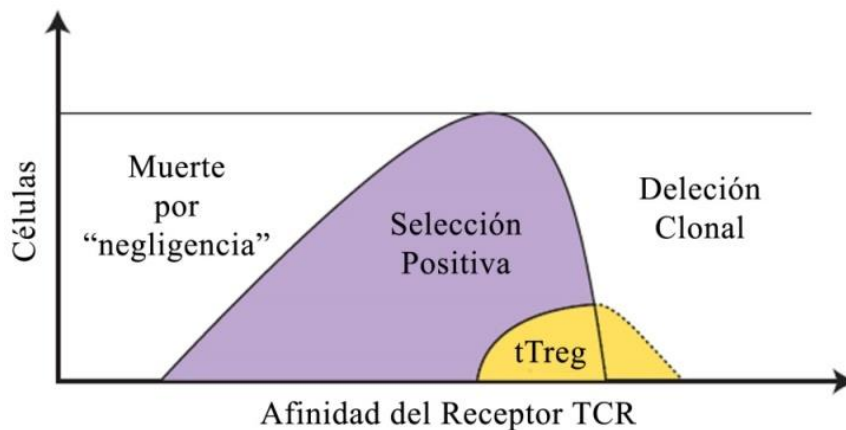 Células
Muerte
por
“negligencia”
Selección
Positiva
Deleción
Clonal
tTreg
Afinidad del Receptor TCR